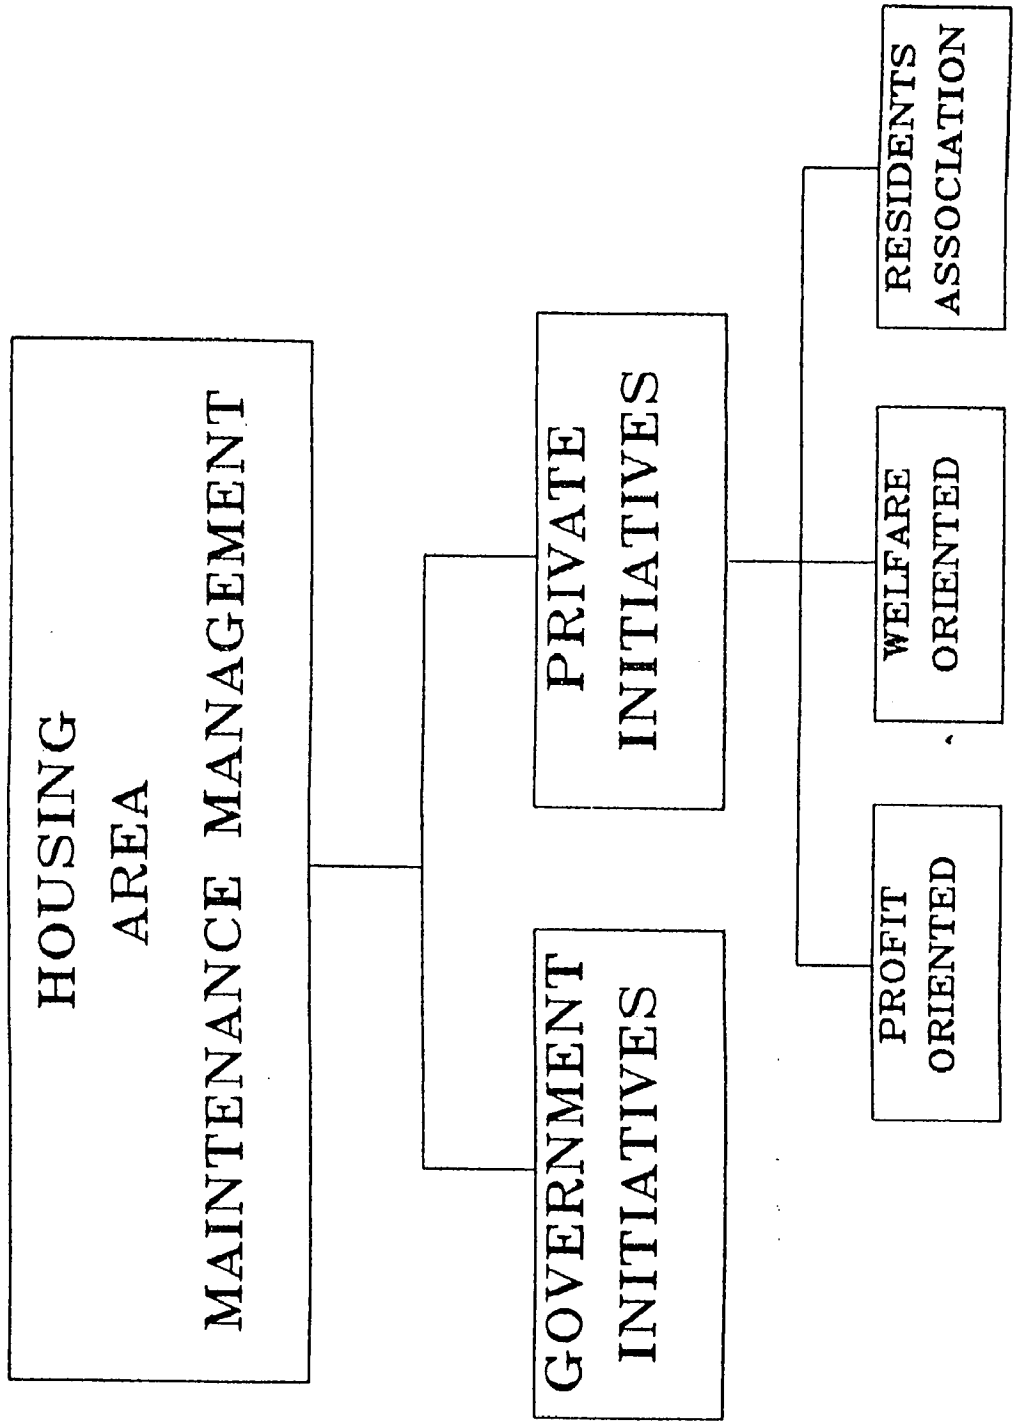 HOUSING
AREA
MAINTENANCE MANAGEMENT
GOVERNMENT
INITIATIVES
PRIVATE
INITIATIVES
PROFIT
ORIENTED
WELFARE
ORIENTED
RESIDENTS
ASSOCIATION